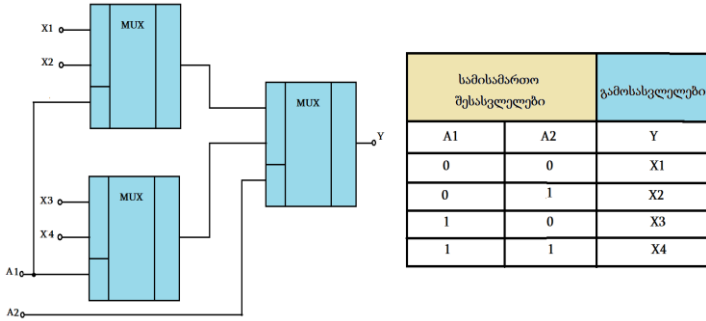 X1
MUX
X2
MUX
Y
X3
MUX
X4
A1
A2
სამისამართო
შესასვლელები
გამოსასვლელები
A1 A2 Y
0 0 X1
0 1 X2
1 0 X3
1 1 X4